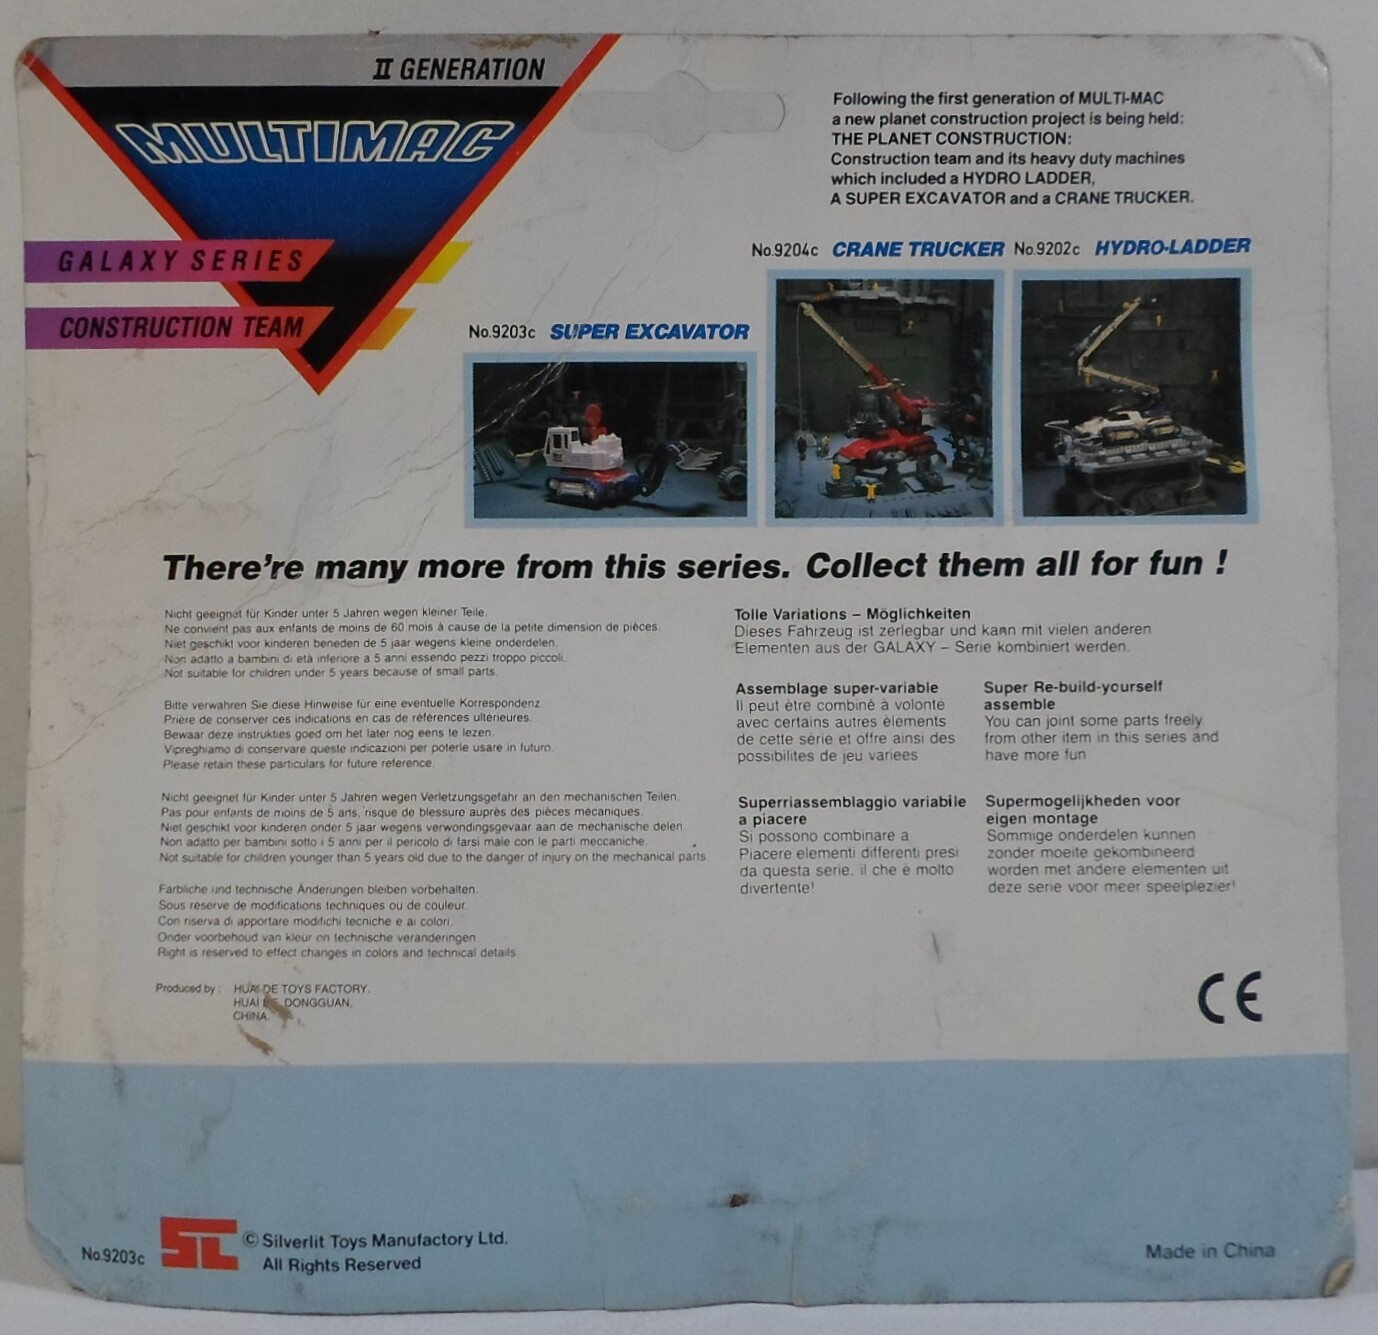 II GENERATION
MULTIMAC
GALAXY SERIES
CONSTRUCTION TEAM
Following the first generation of MULTI-MAC
a new planet construction project is being held:
THE PLANET CONSTRUCTION:
Construction team and its heavy duty machines
which included a HYDRO LADDER,
A SUPER EXCAVATOR and a CRANE TRUCKER.
No.9203c SUPER EXCAVATOR
No.9204c CRANE TRUCKER
No.9202c HYDRO-LADDER
There're many more from this series. Collect them all for fun !
Nicht geeignet für Kinder unter 5 Jahren wegen kleiner Teile.
Ne convient pas aux enfants de moins de 60 mois à cause de la petite dimension de pièces.
Niet geschikt voor kinderen beneden de 5 jaar wegens kleine onderdelen.
Non adatto a bambini di età inferiore a 5 anni essendo pezzi troppo piccoli.
Not suitable for children under 5 years because of small parts.
Bitte verwahren Sie diese Hinweise für eine eventuelle Korrespondenz.
Prière de conserver ces indications en cas de références ultérieures.
Bewaar deze instrukties goed om het later nog eens te lezen.
Vipreghiamo di conservare queste indicazioni per poterle usare in futuro.
Please retain these particulars for future reference.
Nicht geeignet für Kinder unter 5 Jahren wegen Verletzungsgefahr an den mechanischen Teilen.
Pas pour enfants de moins de 5 ans, risque de blessure auprès des pièces mécaniques.
Niet geschikt voor kinderen onder 5 jaar wegens verwondingsgevaar aan de mechanische delen.
Non adatto per bambini sotto i 5 anni per il pericolo di farsi male con le parti meccaniche.
Not suitable for children younger than 5 years old due to the danger of injury on the mechanical parts
Farbliche und technische Änderungen bleiben vorbehalten.
Sous reserve de modifications techniques ou de couleur.
Con riserva di apportare modifichi tecniche e ai colori.
Onder voorbehoud van kleur on technische veranderingen.
Right is reserved to effect changes in colors and technical details.
Produced by : HUAI DE TOYS FACTORY.
HUAI DE, DONGGUAN,
CHINA.
Tolle Variations – Möglichkeiten
Dieses Fahrzeug ist zerlegbar und kann mit vielen anderen
Elementen aus der GALAXY – Serie kombiniert werden.
Assemblage super-variable
Il peut être combiné à volonté
avec certains autres élements
de cette série et offre ainsi des
possibilites de jeu variees
Super Re-build-yourself
assemble
You can joint some parts freely
from other item in this series and
have more fun
Superriassemblaggio variabile
a piacere
Si possono combinare a
Piacere elementi differenti presi
da questa serie. il che è molto
divertente!
Supermogelijkheden voor
eigen montage
Sommige onderdelen kunnen
zonder moeite gekombineerd
worden met andere elementen uit
deze serie voor meer speelplezier!
CE
No.9203c
SL
© Silverlit Toys Manufactory Ltd.
All Rights Reserved
Made in China